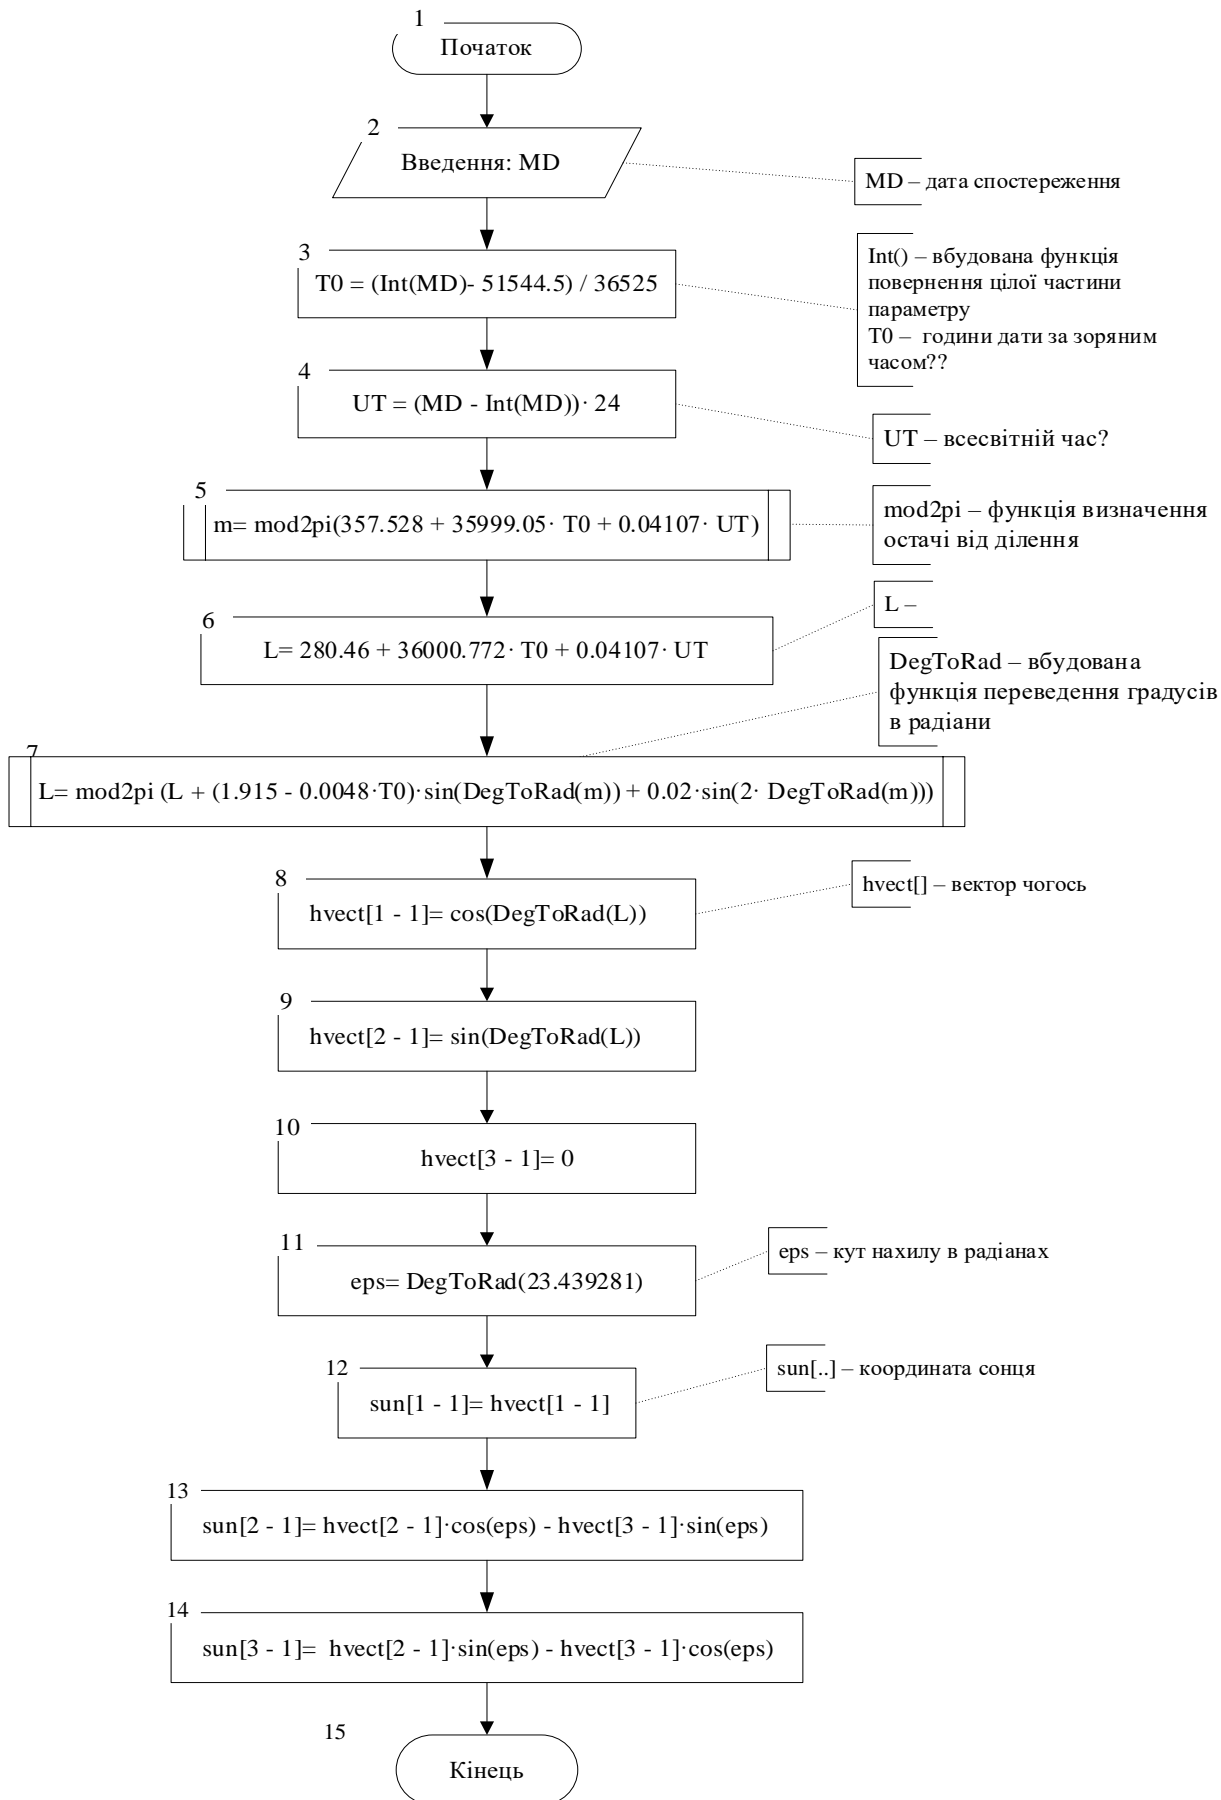 1
Початок
2
Введення: MD
MD – дата спостереження
3
T0 = (Int(MD)- 51544.5) / 36525
Int() – вбудована функція
повернення цілої частини
параметру
T0 –  години дати за зоряним
часом??
4
UT = (MD - Int(MD))· 24
UT – всесвітній час?
5
m= mod2pi(357.528 + 35999.05· T0 + 0.04107· UT)
mod2pi – функція визначення
остачі від ділення
6
L= 280.46 + 36000.772· T0 + 0.04107· UT
L –
DegToRad – вбудована
функція переведення градусів
в радіани
7
L= mod2pi (L + (1.915 - 0.0048·T0)·sin(DegToRad(m)) + 0.02·sin(2· DegToRad(m)))
8
hvect[1 - 1]= cos(DegToRad(L))
hvect[] – вектор чогось
9
hvect[2 - 1]= sin(DegToRad(L))
10
hvect[3 - 1]= 0
11
eps= DegToRad(23.439281)
eps – кут нахилу в радіанах
12
sun[1 - 1]= hvect[1 - 1]
sun[..] – координата сонця
13
sun[2 - 1]= hvect[2 - 1]·cos(eps) - hvect[3 - 1]·sin(eps)
14
sun[3 - 1]=  hvect[2 - 1]·sin(eps) - hvect[3 - 1]·cos(eps)
15
Кінець